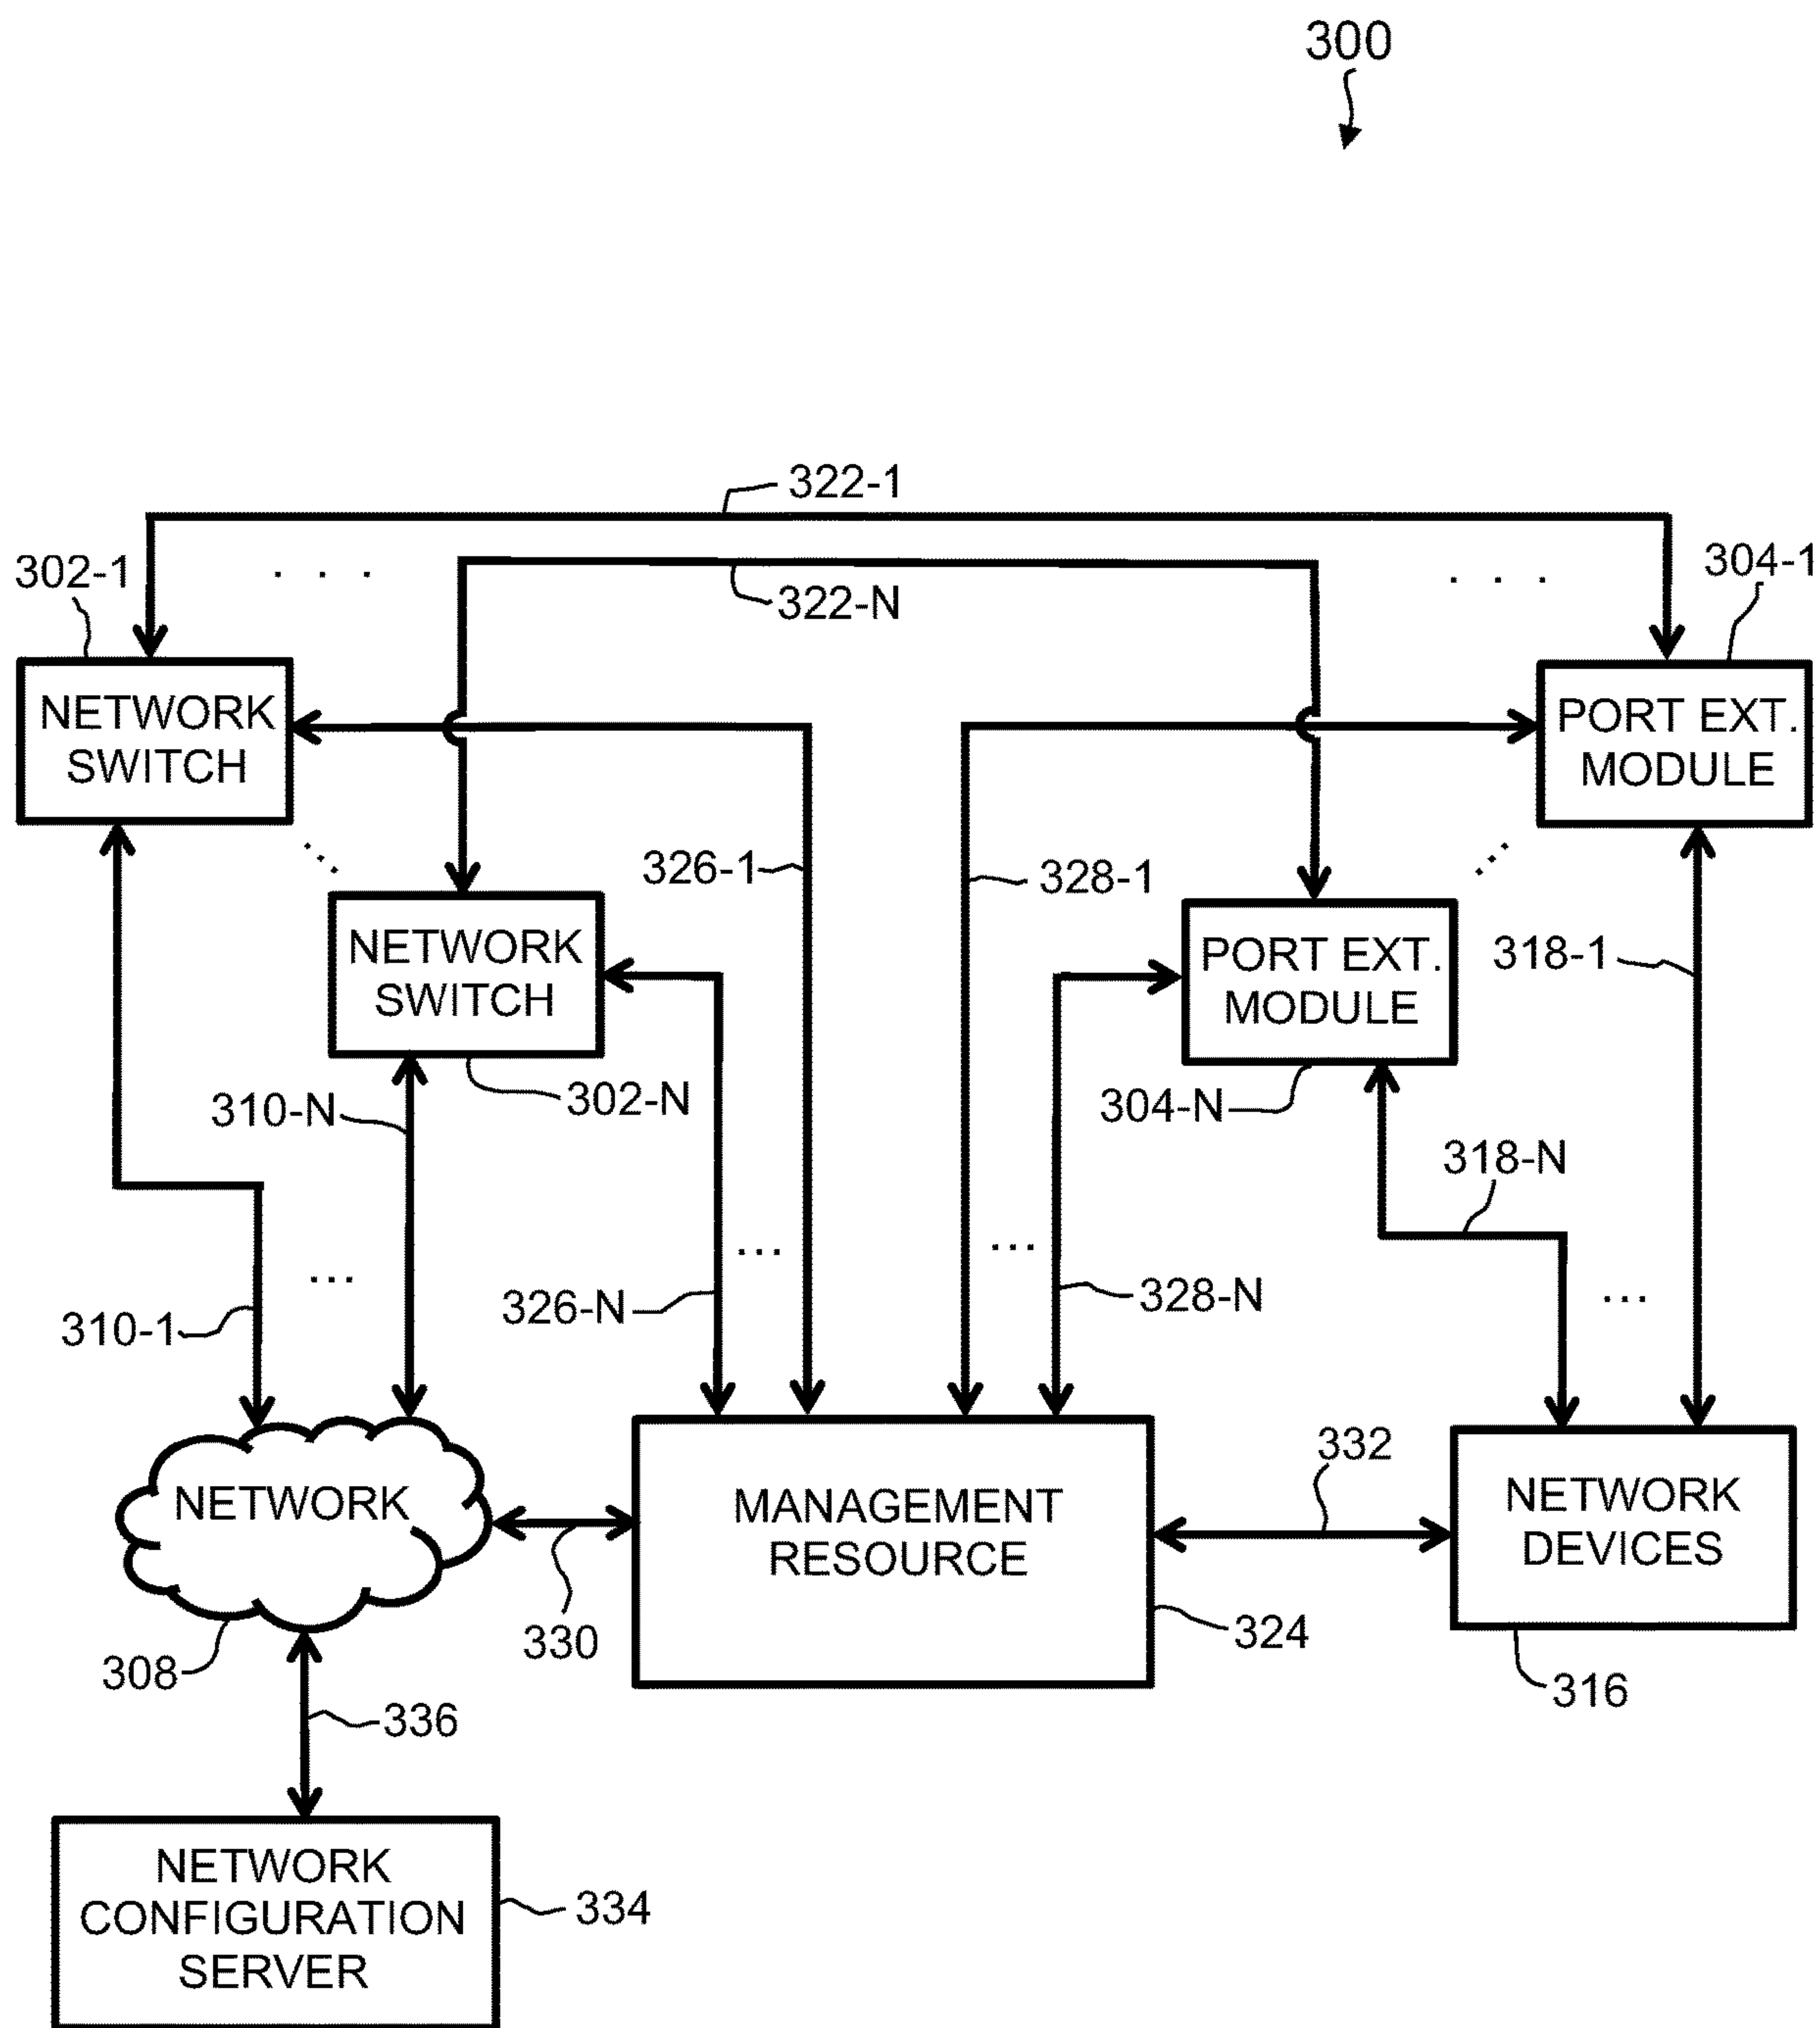 300
322-1
302-1
. . .
322-N
. . .
304-1
NETWORK
SWITCH
PORT EXT.
MODULE
...
326-1
328-1
...
NETWORK
SWITCH
PORT EXT.
MODULE
318-1
310-N
302-N
304-N
318-N
...
...
...
326-N
328-N
...
310-1
NETWORK
MANAGEMENT
RESOURCE
332
NETWORK
DEVICES
308
330
324
316
336
NETWORK
CONFIGURATION
SERVER
334